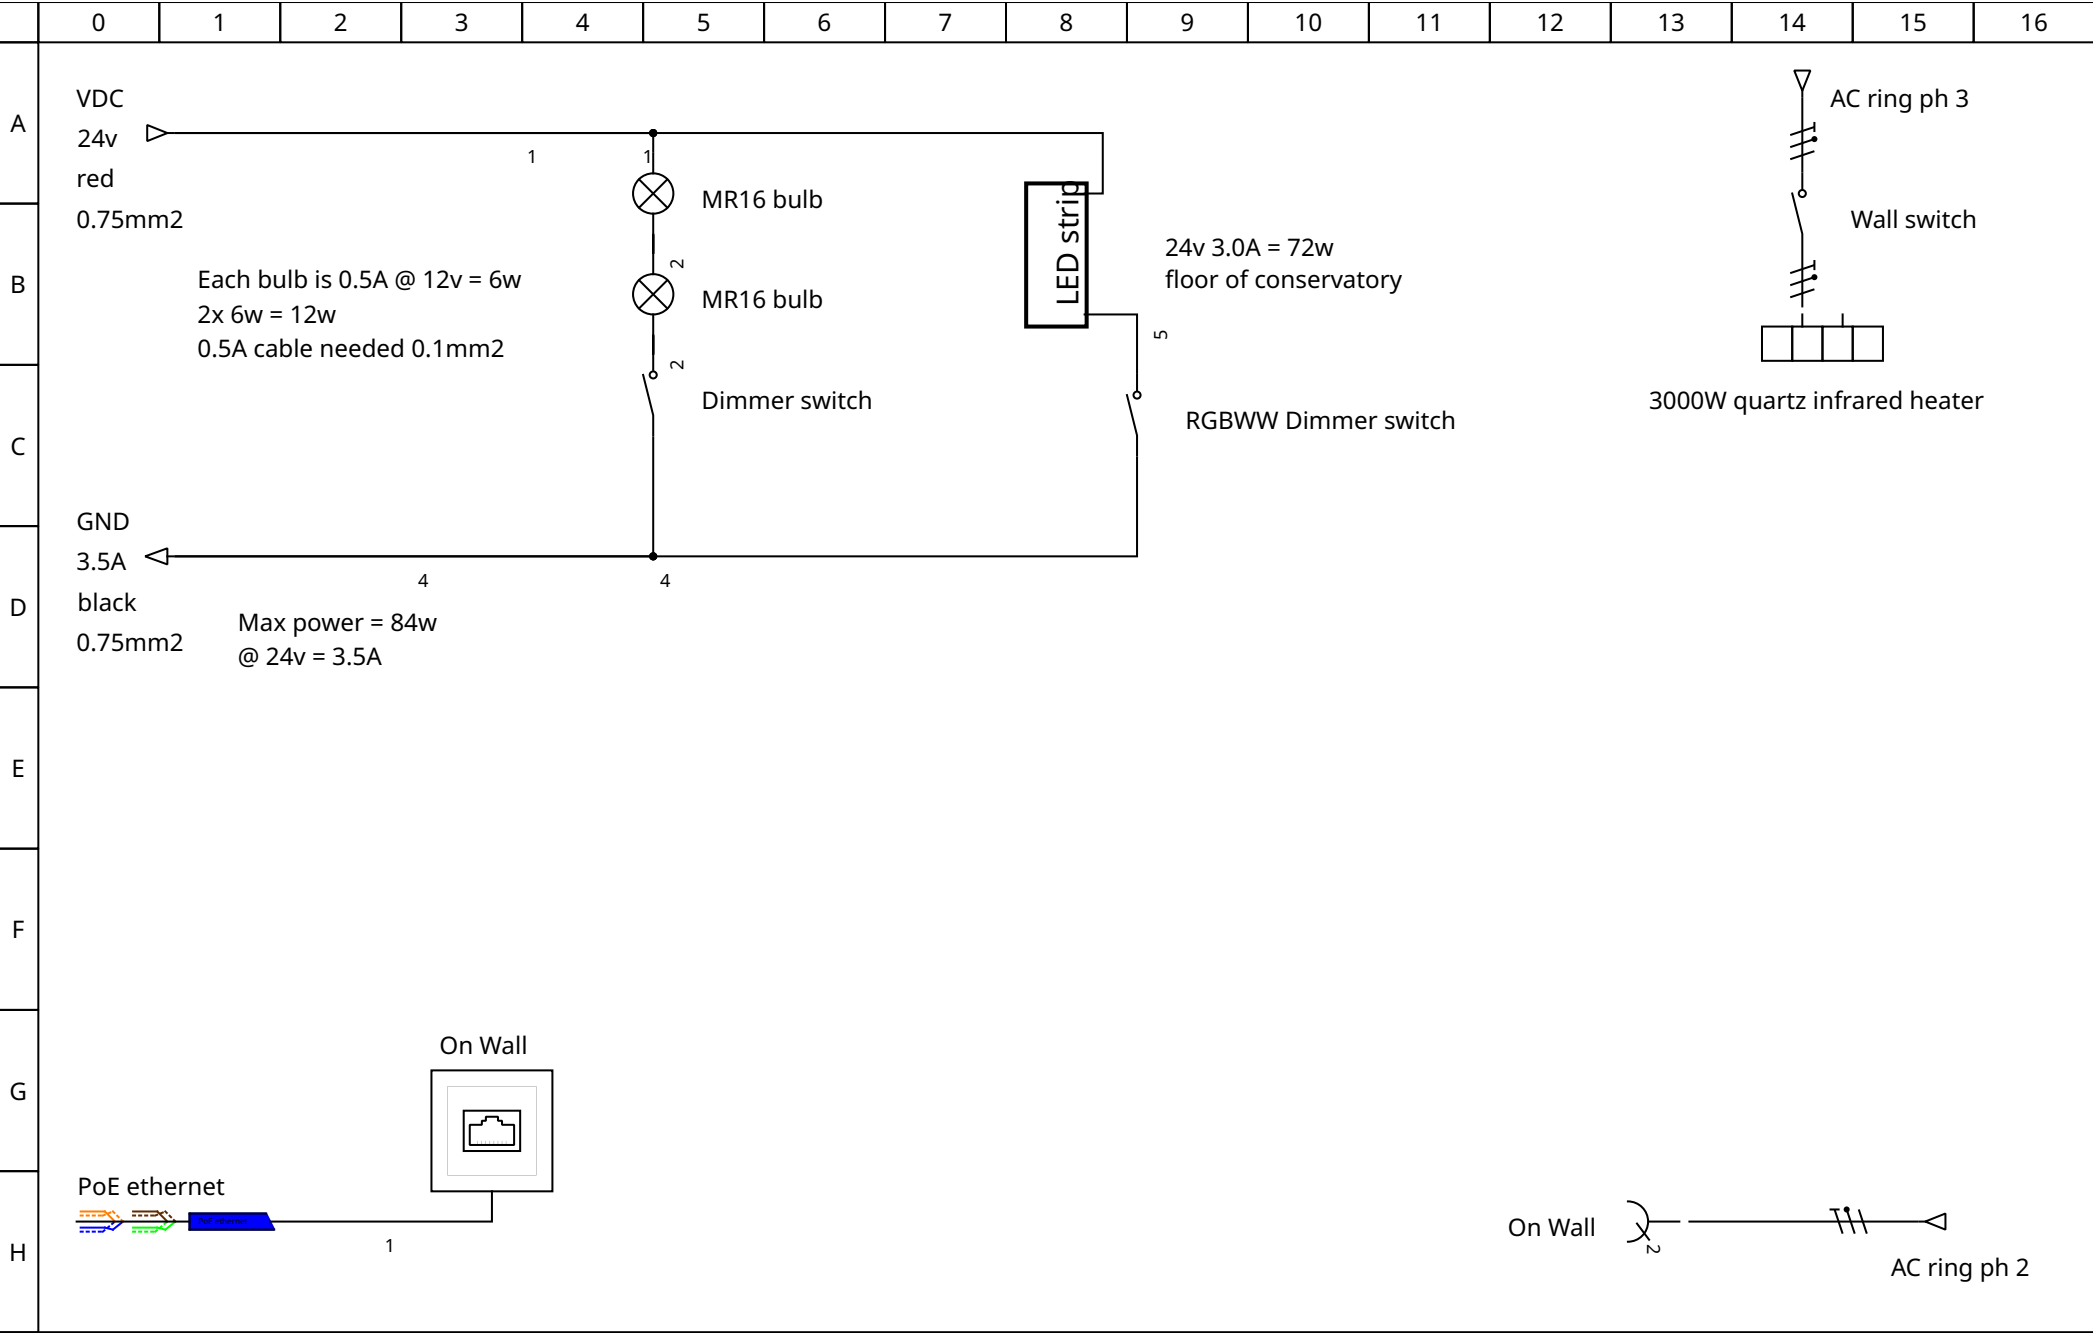 0 1 2 3 4 5 6 7 8 9 10 11 12 13 14 15 16
A
B
C
D
E
F
G
H
VDC
24v
red
0.75mm2
1
1
MR16 bulb
2
MR16 bulb
2
Dimmer switch
Each bulb is 0.5A @ 12v = 6w
2x 6w = 12w
0.5A cable needed 0.1mm2
LED strip
24v 3.0A = 72w
floor of conservatory
5
RGBWW Dimmer switch
AC ring ph 3
Wall switch
3000W quartz infrared heater
GND
3.5A
black
0.75mm2
4
4
Max power = 84w
@ 24v = 3.5A
On Wall
PoE ethernet
PoE ethernet
1
On Wall
2
AC ring ph 2